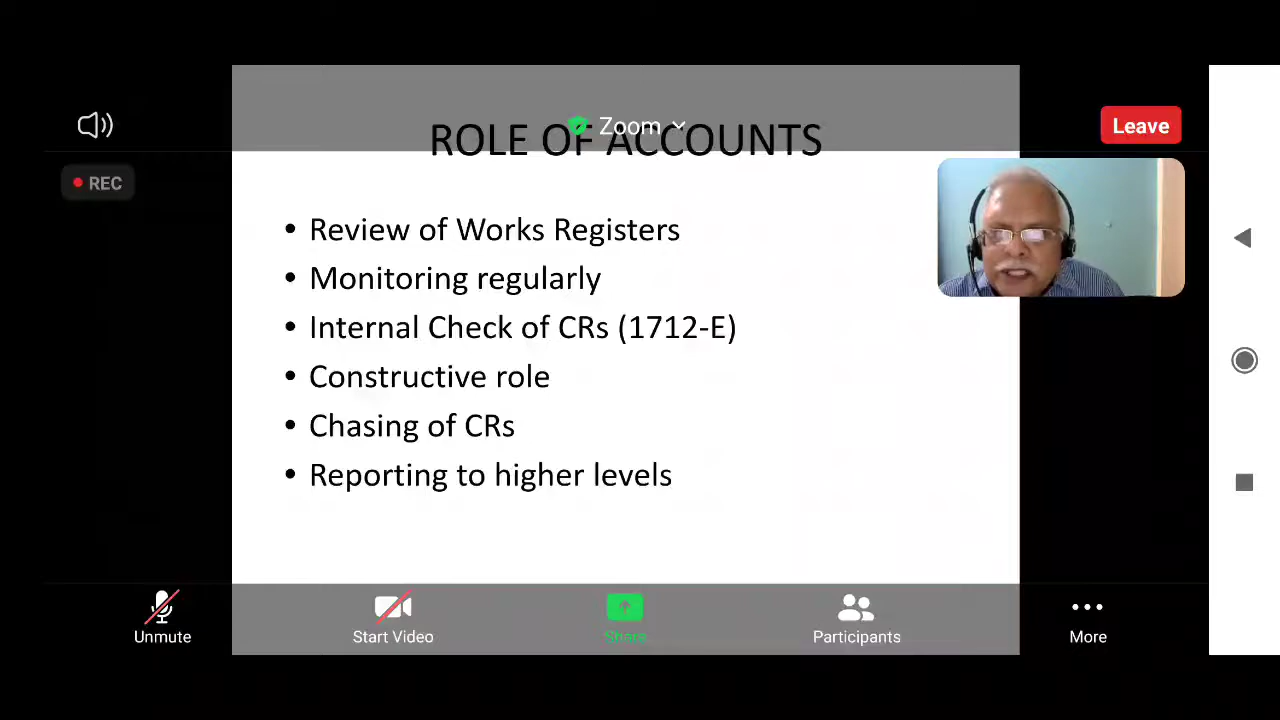 Zoom
Leave
ROLE OF ACCOUNTS
REC
• Review of Works Registers
• Monitoring regularly
• Internal Check of CRs (1712-E)
• Constructive role
• Chasing of CRs
• Reporting to higher levels
Unmute
Start Video
Share
Participants
More